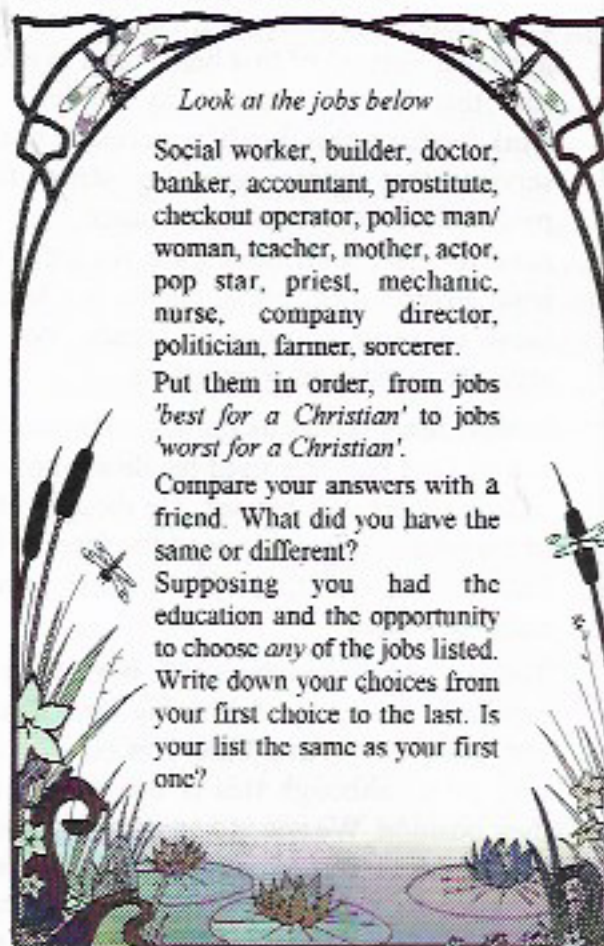 Look at the jobs below
Social worker, builder, doctor,
banker, accountant, prostitute,
checkout operator, police man/
woman, teacher, mother, actor,
pop star, priest, mechanic,
nurse, company director,
politician, farmer, sorcerer.
Put them in order, from jobs
'best for a Christian' to jobs
'worst for a Christian'.
Compare your answers with a
friend. What did you have the
same or different?
Supposing you had the
education and the opportunity
to choose any of the jobs listed.
Write down your choices from
your first choice to the last. Is
your list the same as your first
one?